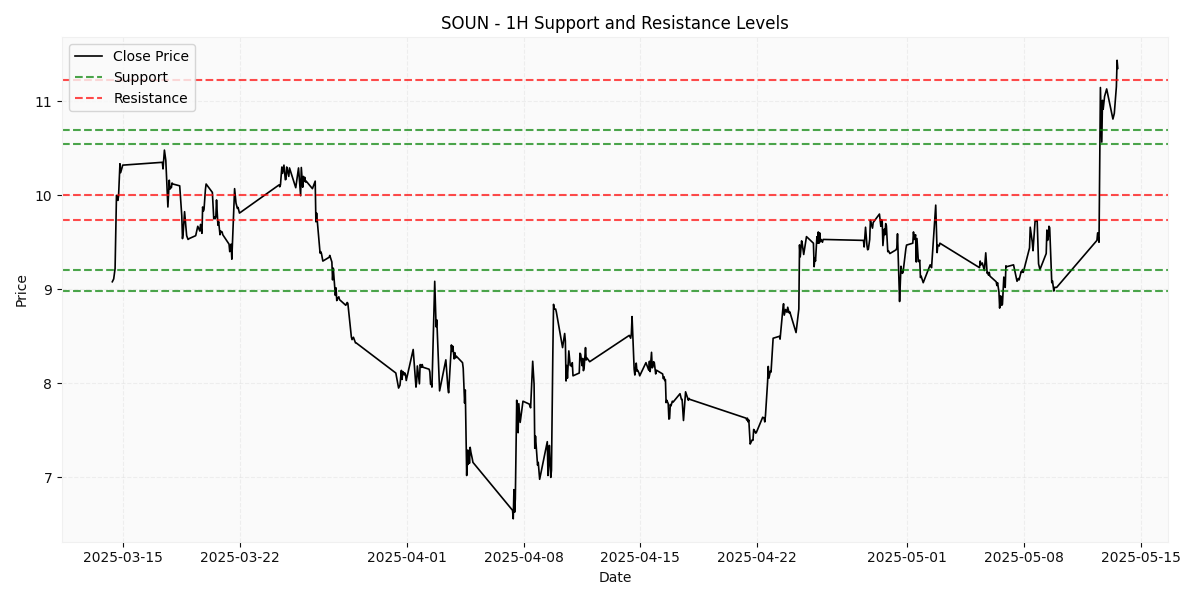 SOUN - 1H Support and Resistance Levels
Close Price
Support
Resistance
Price
11
10
9
8
7
2025-03-15 2025-03-22 2025-04-01 2025-04-08 2025-04-15 2025-04-22 2025-05-01 2025-05-08 2025-05-15
Date